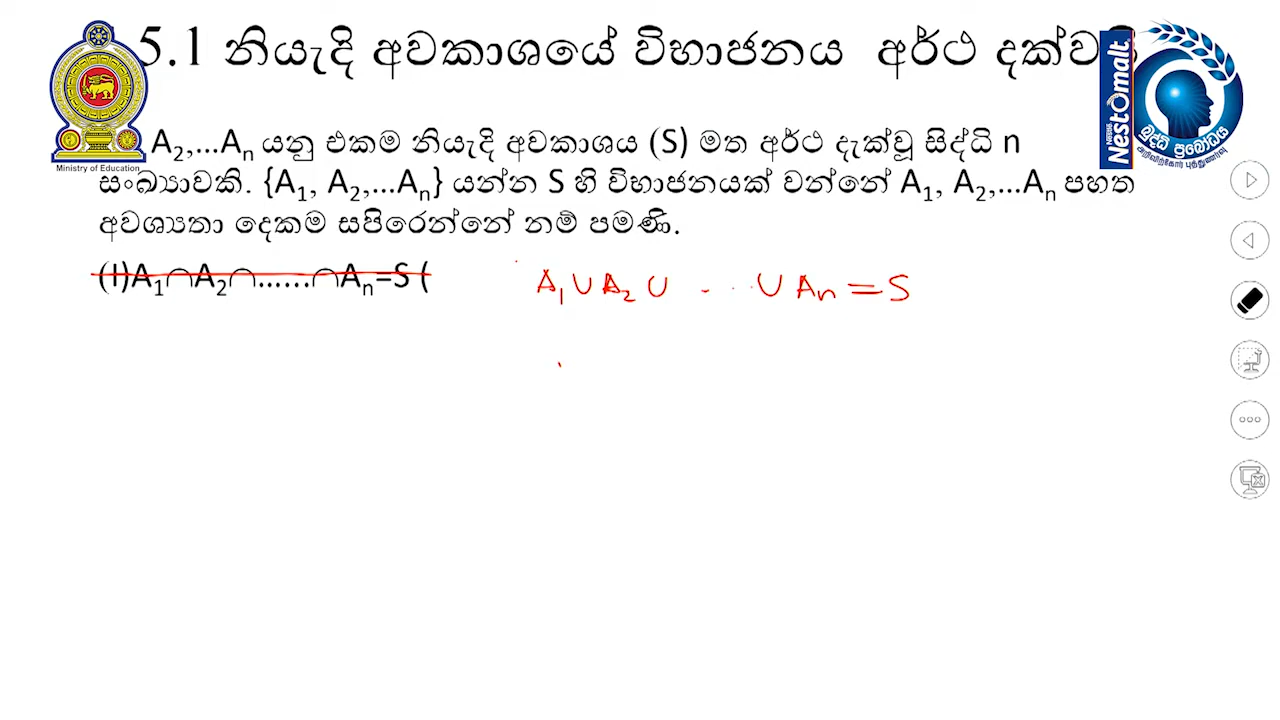 5.1 නියැදි අවකාශයේ විභාජනය අර්ථ දක්ව
A₂,...Aₙ යනු එකම නියැදි අවකාශය (S) මත අර්ථ දැක්වූ සිද්ධි n
සංඛ්‍යාවකි. {A₁, A₂,...Aₙ} යන්න S හි විභාජනයක් වන්නේ A₁, A₂,...Aₙ පහත
අවශ්‍යතා දෙකම සපිරෙන්නේ නම් පමණි.
(I)A₁∩A₂∩......∩Aₙ=S (
A₁∪A₂∪ ... ∪Aₙ=S
Ministry of Education
Nestomalt
බුද්ධි ප්‍රබෝධය